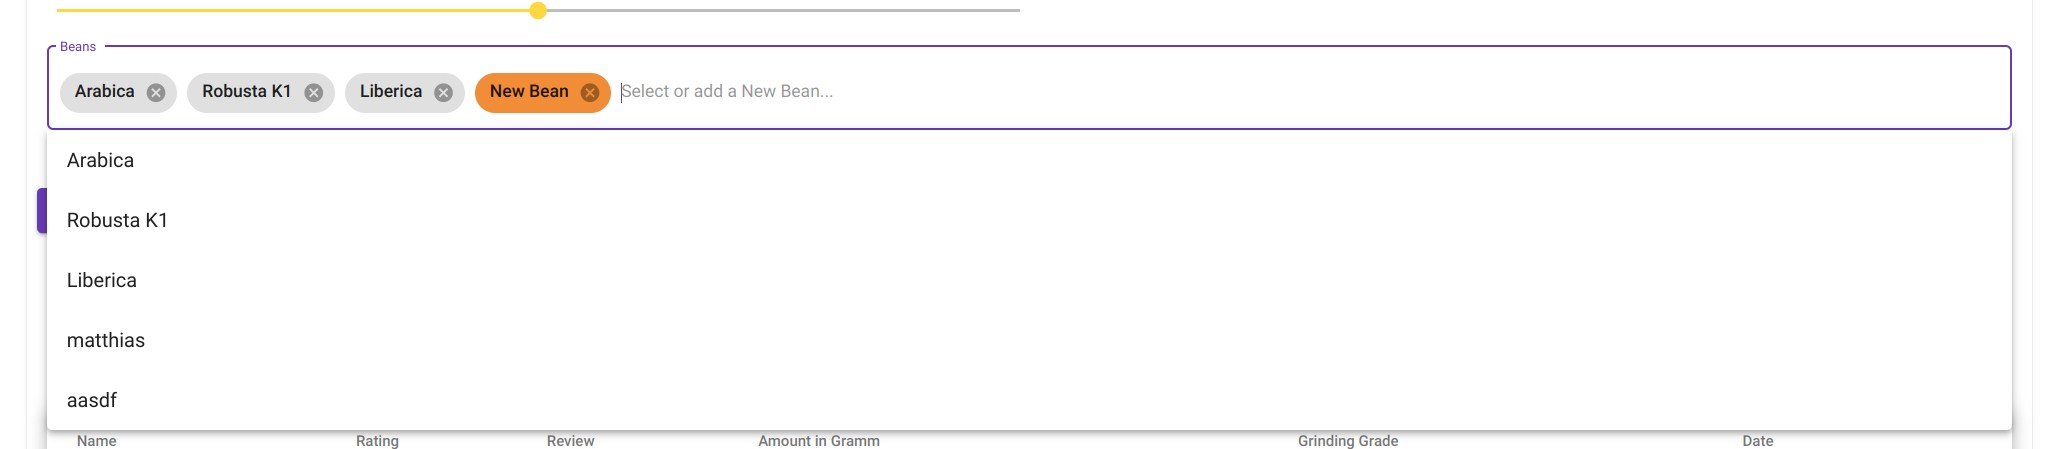 Beans
Arabica Robusta K1 Liberica New Bean Select or add a New Bean...
Arabica
Robusta K1
Liberica
matthias
aasdf
Name Rating Review Amount in Gramm Grinding Grade Date